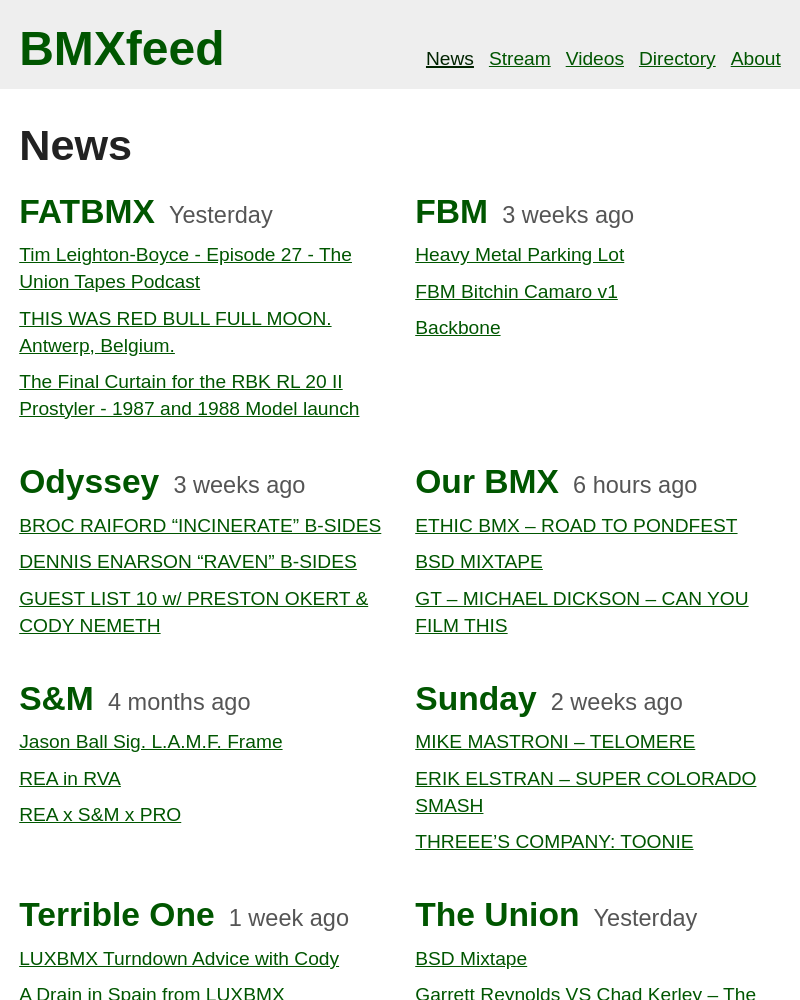 BMXfeed
News Stream Videos Directory About
News
FATBMX Yesterday
Tim Leighton-Boyce - Episode 27 - The
Union Tapes Podcast
THIS WAS RED BULL FULL MOON.
Antwerp, Belgium.
The Final Curtain for the RBK RL 20 II
Prostyler - 1987 and 1988 Model launch
FBM 3 weeks ago
Heavy Metal Parking Lot
FBM Bitchin Camaro v1
Backbone
Odyssey 3 weeks ago
BROC RAIFORD “INCINERATE” B-SIDES
DENNIS ENARSON “RAVEN” B-SIDES
GUEST LIST 10 w/ PRESTON OKERT &
CODY NEMETH
Our BMX 6 hours ago
ETHIC BMX – ROAD TO PONDFEST
BSD MIXTAPE
GT – MICHAEL DICKSON – CAN YOU
FILM THIS
S&M 4 months ago
Jason Ball Sig. L.A.M.F. Frame
REA in RVA
REA x S&M x PRO
Sunday 2 weeks ago
MIKE MASTRONI – TELOMERE
ERIK ELSTRAN – SUPER COLORADO
SMASH
THREEE’S COMPANY: TOONIE
Terrible One 1 week ago
LUXBMX Turndown Advice with Cody
A Drain in Spain from LUXBMX
The Union Yesterday
BSD Mixtape
Garrett Reynolds VS Chad Kerley – The